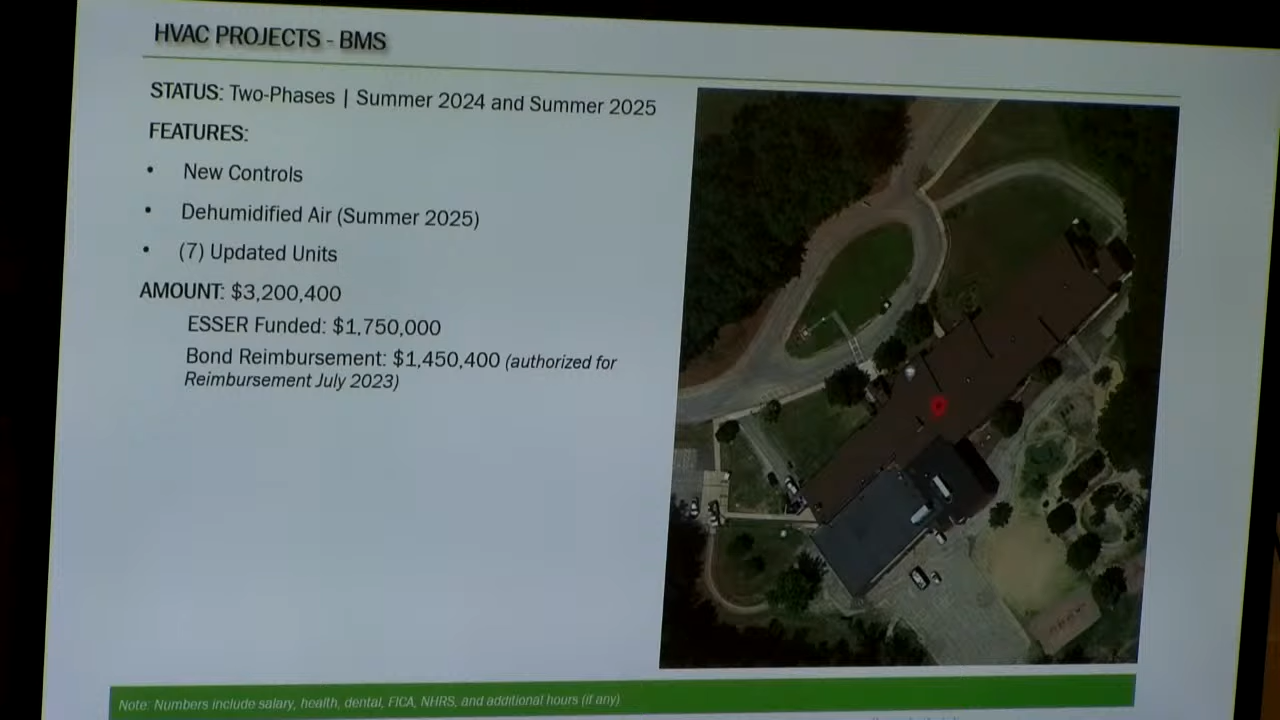 HVAC PROJECTS - BMS
STATUS: Two-Phases | Summer 2024 and Summer 2025
FEATURES:
• New Controls
• Dehumidified Air (Summer 2025)
• (7) Updated Units
AMOUNT: $3,200,400
ESSER Funded: $1,750,000
Bond Reimbursement: $1,450,400 (authorized for
Reimbursement July 2023)
Note: Numbers include salary, health, dental, FICA, NHRS, and additional hours (if any)